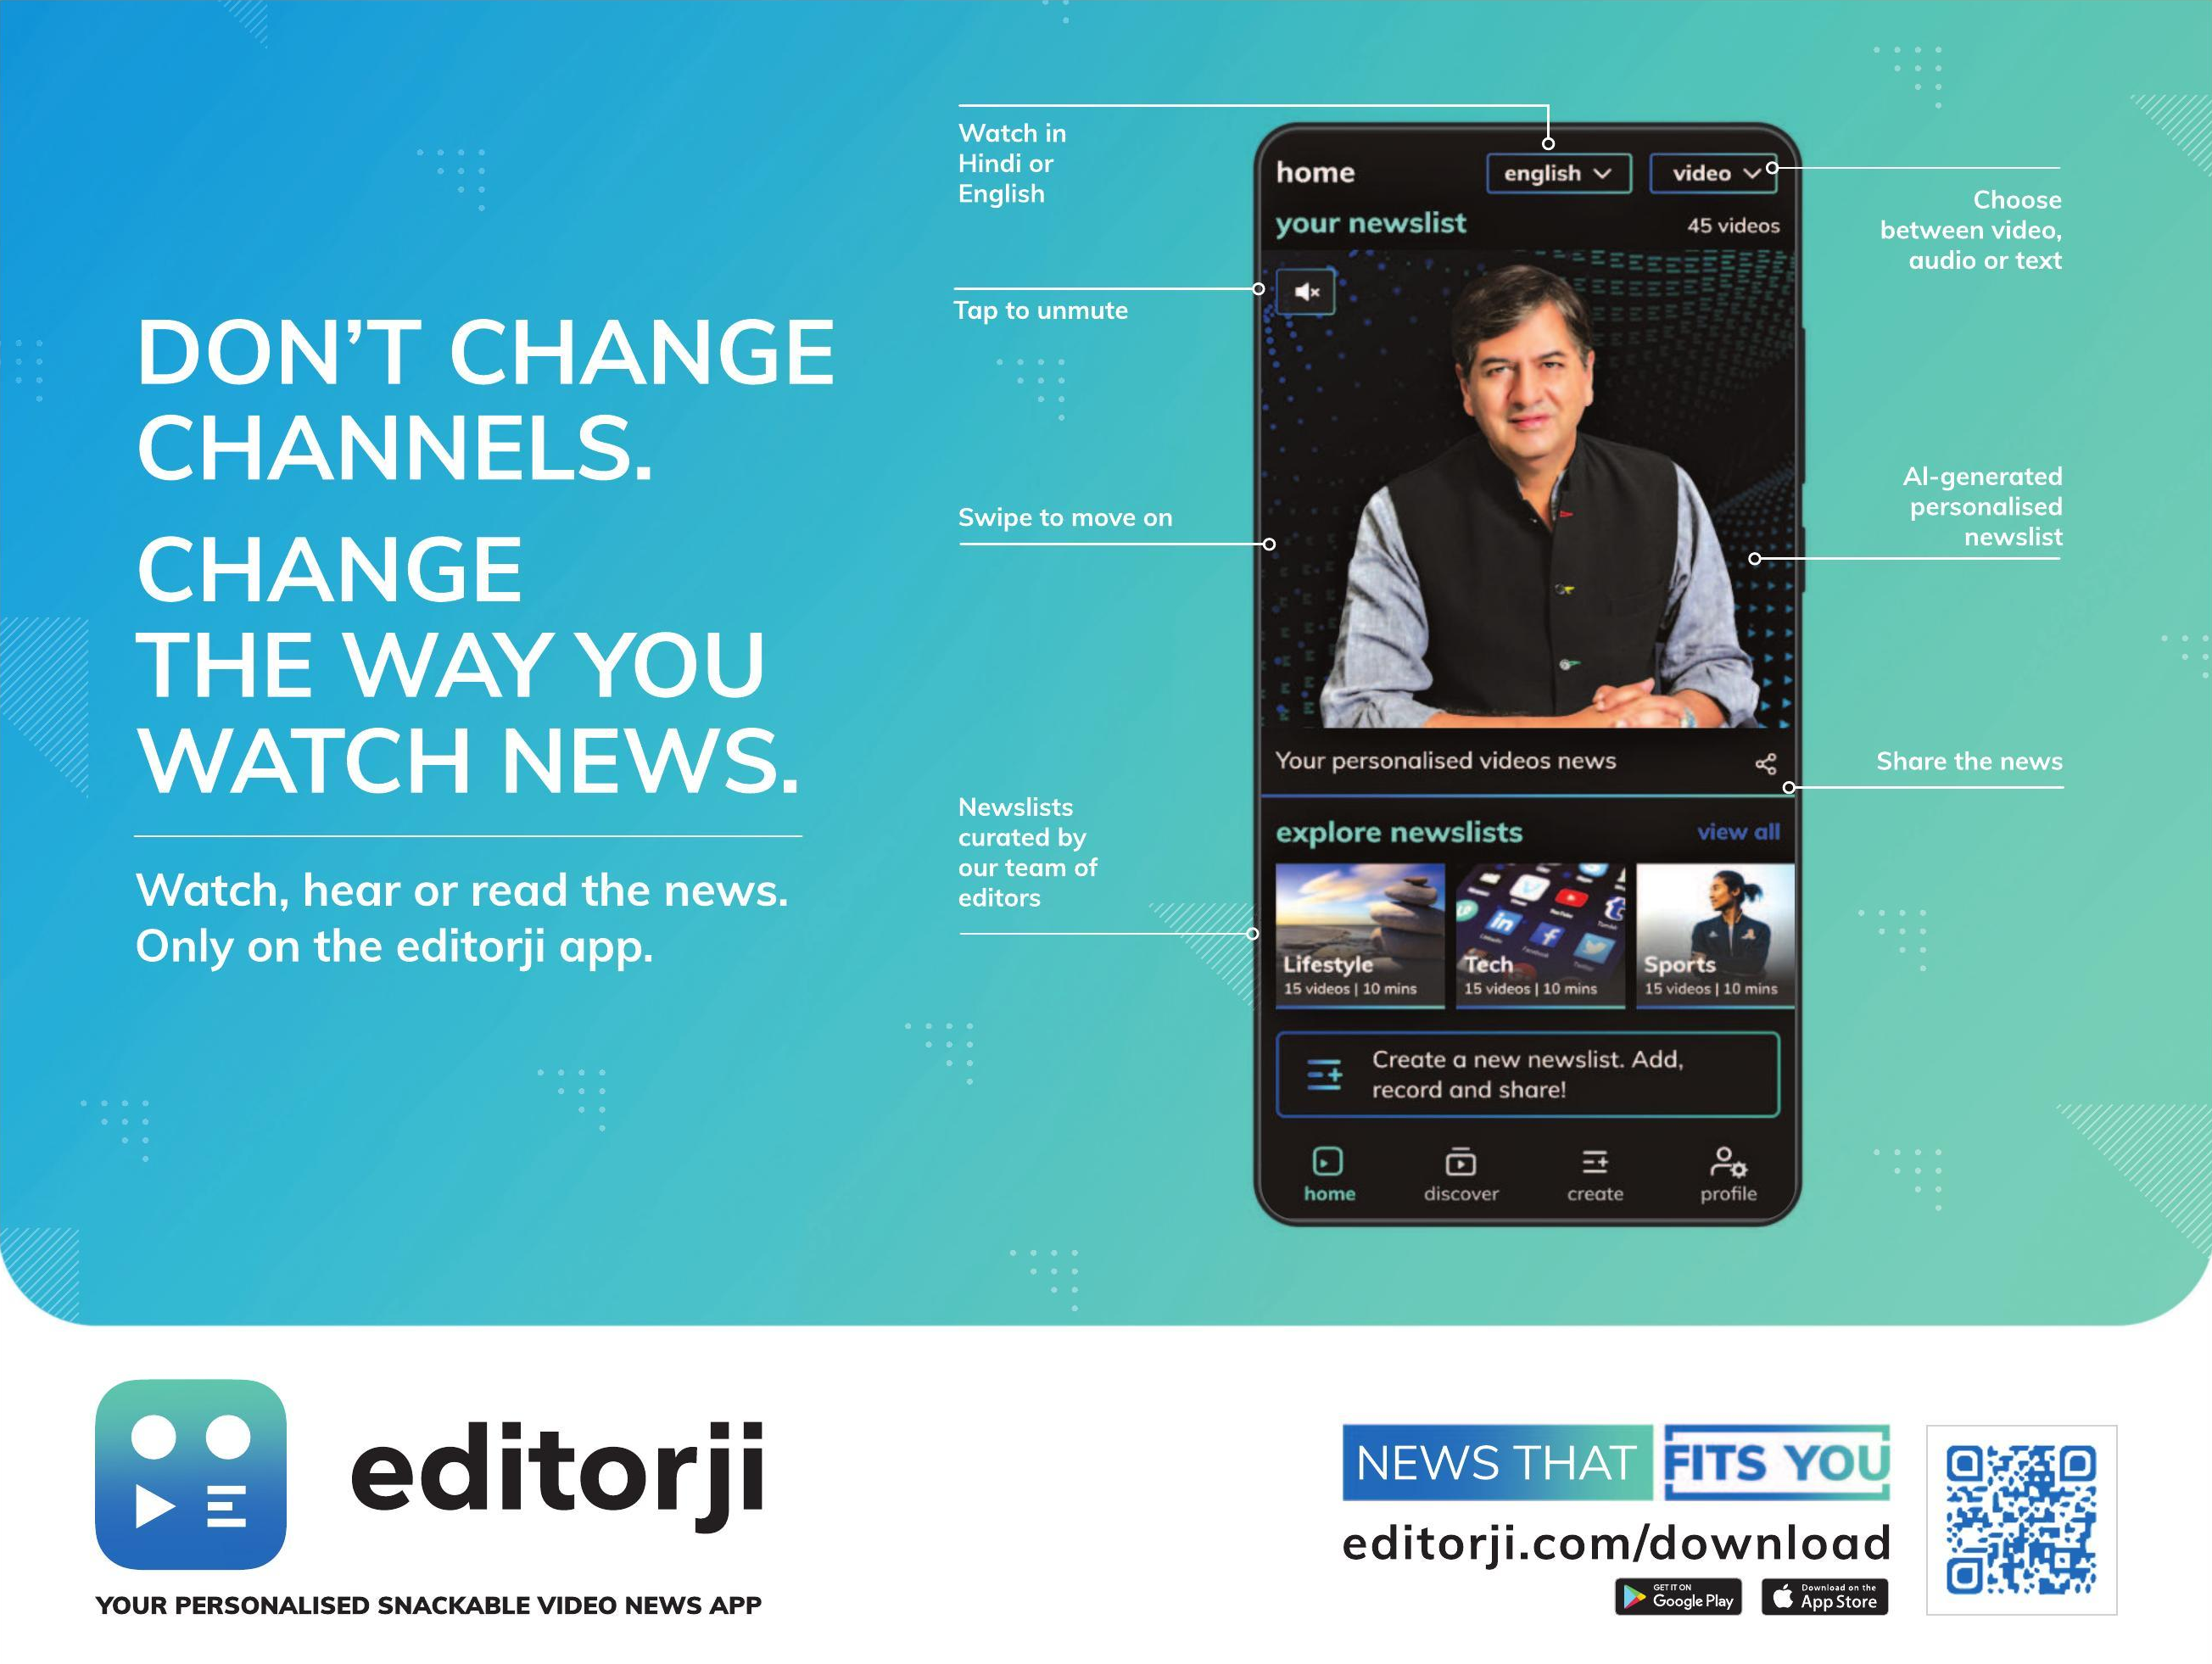 DON'T CHANGE
CHANNELS.
CHANGE
THE WAY YOU
WATCH NEWS.
Watch, hear or read the news.
Only on the editorji app.
Watch in
Hindi or
English
Tap to unmute
Swipe to move on
Newslists
curated by
our team of
editors
home
english
video
your newslist
45 videos
Your personalised videos news
explore newslists
view all
Lifestyle
15 videos | 10 mins
Tech
15 videos | 10 mins
Sports
15 videos | 10 mins
Create a new newslist. Add,
record and share!
home
discover
create
profile
Choose
between video,
audio or text
AI-generated
personalised
newslist
Share the news
editorji
YOUR PERSONALISED SNACKABLE VIDEO NEWS APP
NEWS THAT FITS YOU
editorji.com/download
GET IT ON
Google Play
Download on the
App Store